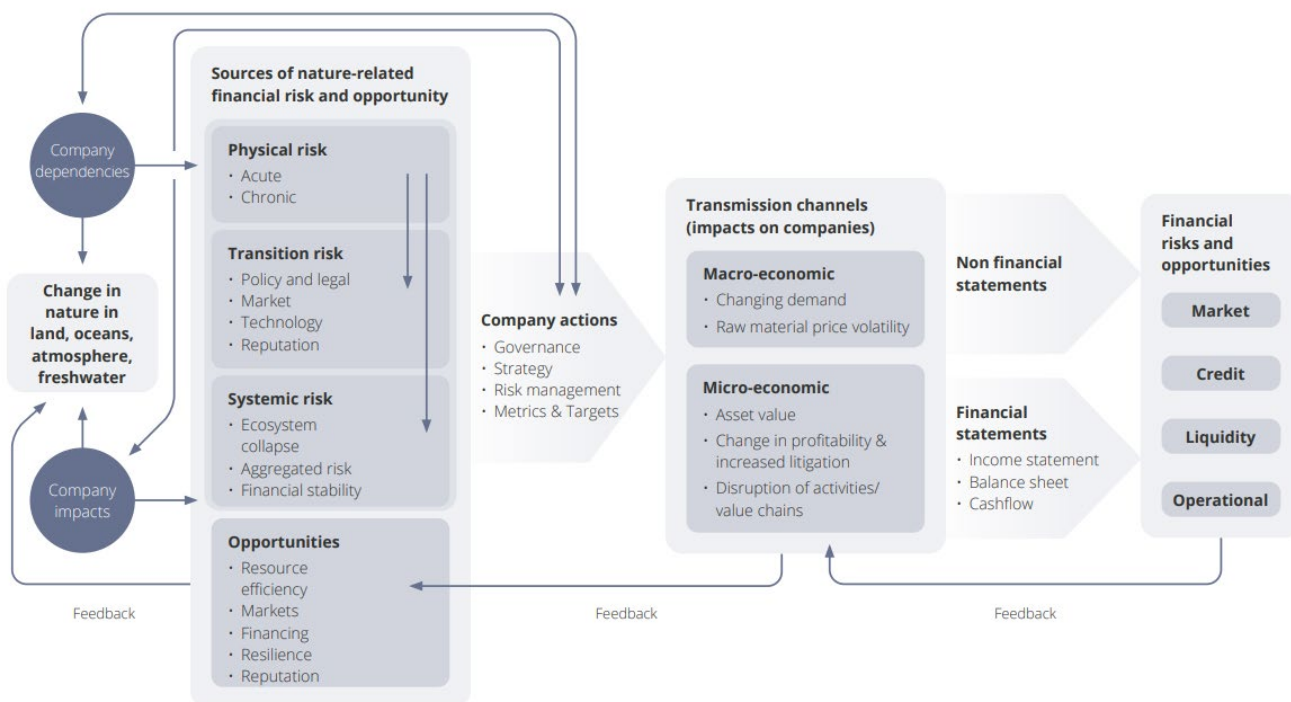 Company
dependencies
Change in
nature in
land, oceans,
atmosphere,
freshwater
Company
impacts
Sources of nature-related
financial risk and opportunity
Physical risk
· Acute
· Chronic
Transition risk
· Policy and legal
· Market
· Technology
· Reputation
Systemic risk
· Ecosystem
collapse
· Aggregated risk
· Financial stability
Opportunities
· Resource
efficiency
· Markets
· Financing
· Resilience
· Reputation
Company actions
· Governance
· Strategy
· Risk management
· Metrics & Targets
Transmission channels
(impacts on companies)
Macro-economic
· Changing demand
· Raw material price volatility
Micro-economic
· Asset value
· Change in profitability &
increased litigation
· Disruption of activities/
value chains
Non financial
statements
Financial
statements
· Income statement
· Balance sheet
· Cashflow
Financial
risks and
opportunities
Market
Credit
Liquidity
Operational
Feedback
Feedback
Feedback